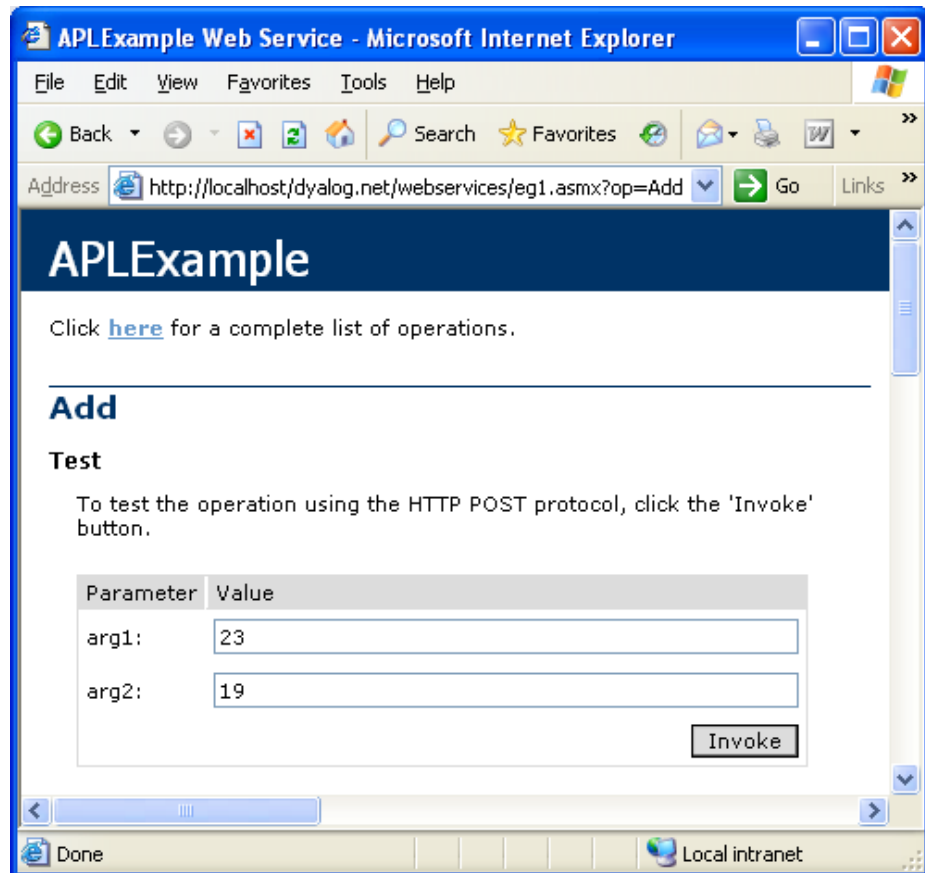 APLExample Web Service - Microsoft Internet Explorer
File Edit View Favorites Tools Help
Back Search Favorites W »
Address http://localhost/dyalog.net/webservices/eg1.asmx?op=Add Go Links »
APLExample
Click here for a complete list of operations.
Add
Test
To test the operation using the HTTP POST protocol, click the 'Invoke'
button.
Parameter Value
arg1: 23
arg2: 19
Invoke
Done Local intranet